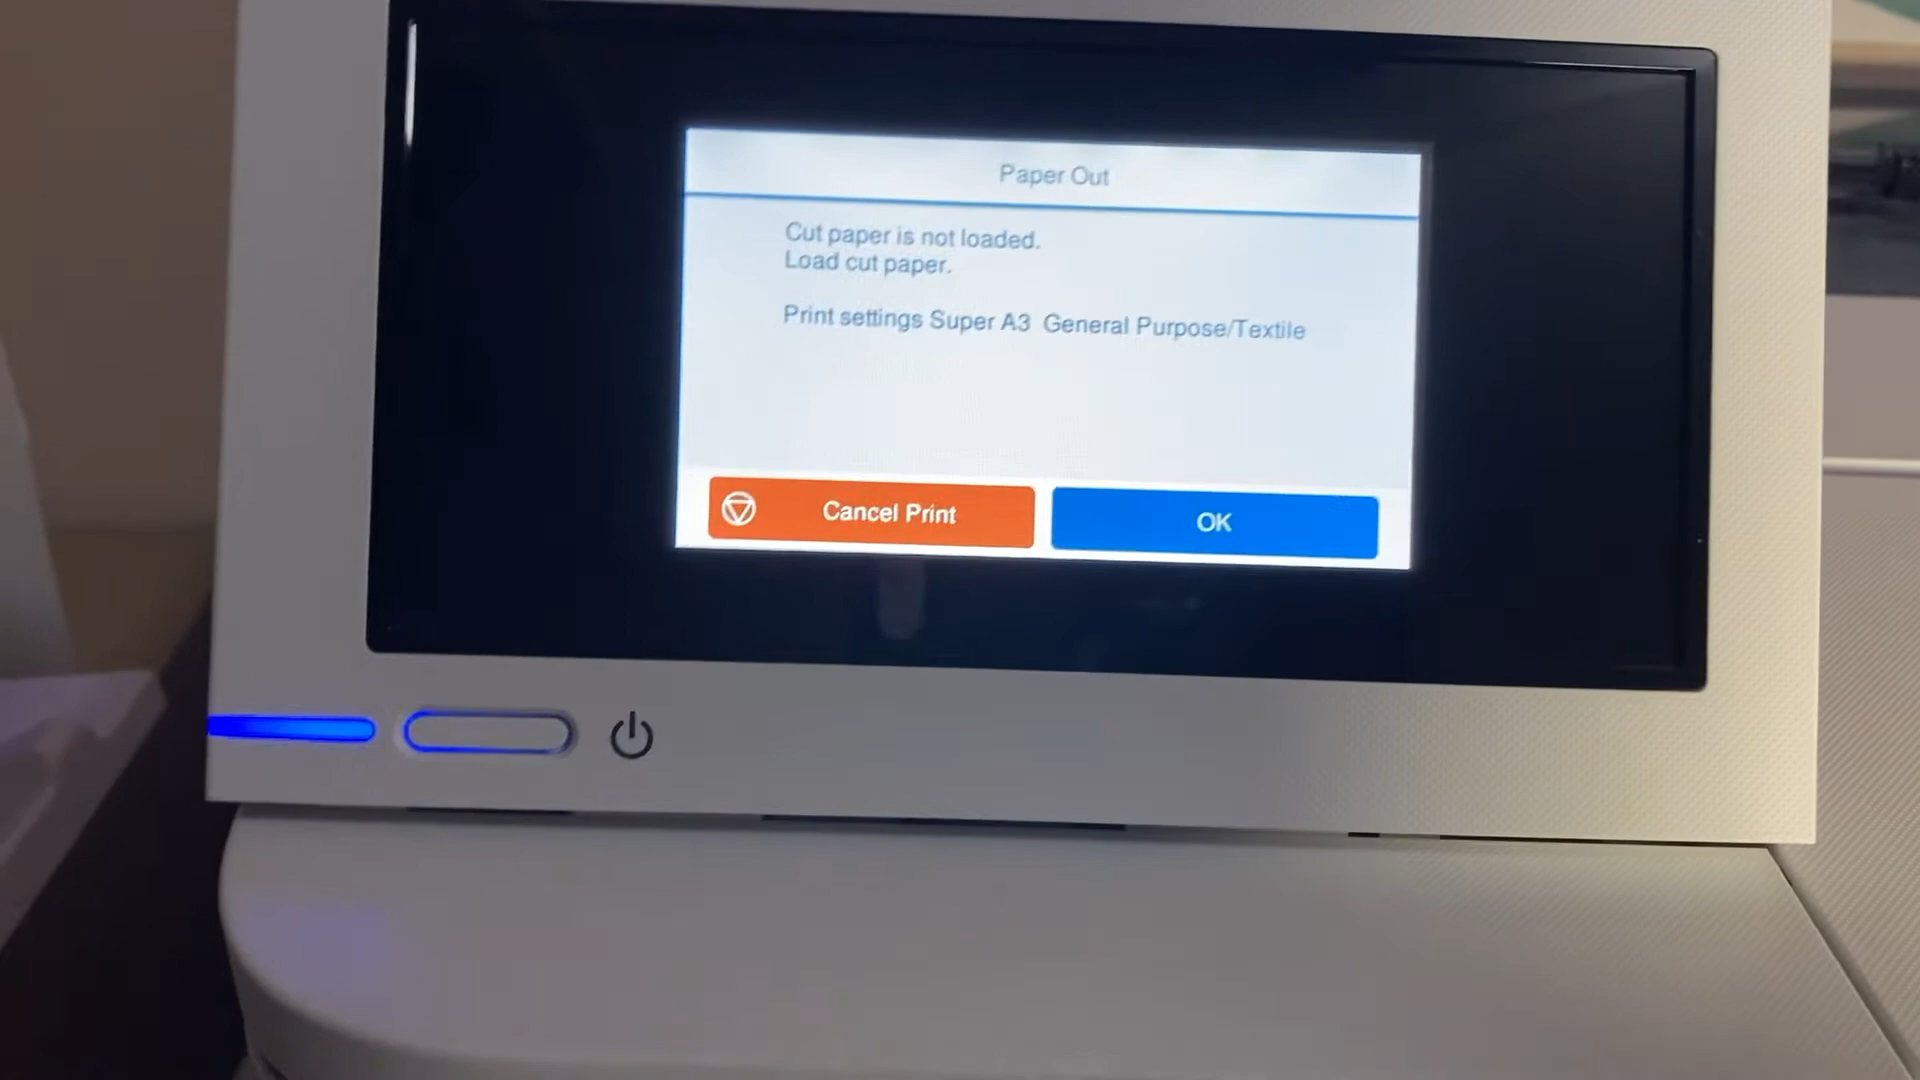 Paper Out
Cut paper is not loaded.
Load cut paper.
Print settings Super A3 General Purpose/Textile
Cancel Print
OK